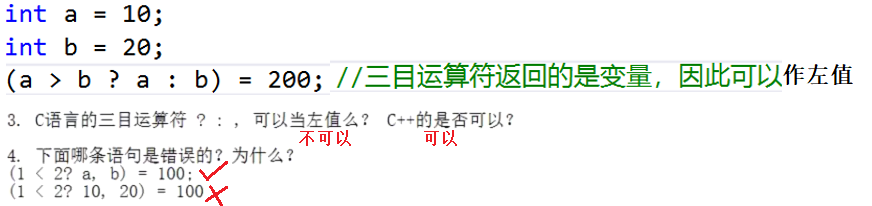 int a = 10;
int b = 20;
(a > b ? a : b) = 200; //三目运算符返回的是变量，因此可以作左值
3. C语言的三目运算符 ? : , 可以当左值么？ C++的是否可以？
不可以 可以
4. 下面哪条语句是错误的？为什么？
(1 < 2? a, b) = 100;
(1 < 2? 10, 20) = 100